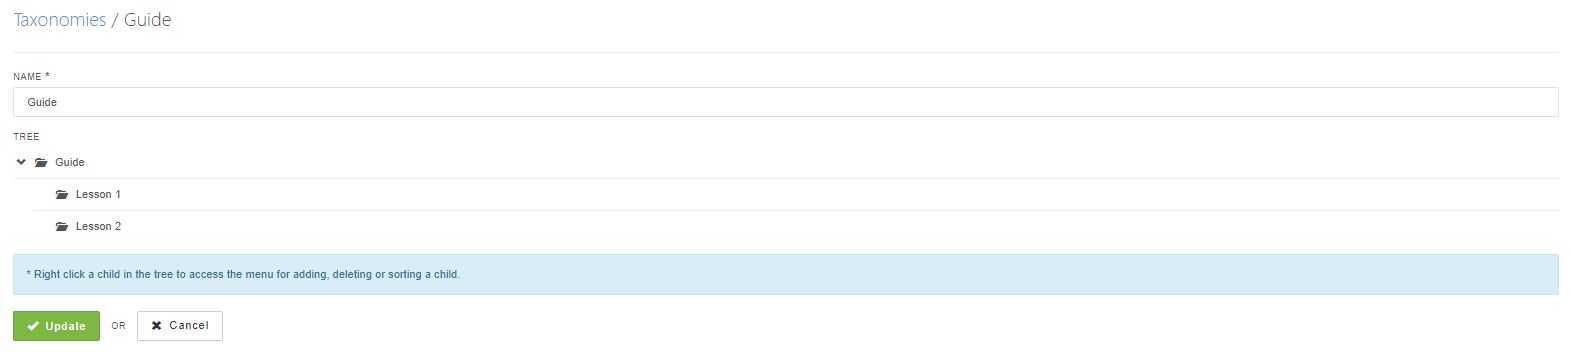 Taxonomies / Guide
NAME *
Guide
TREE
Guide
Lesson 1
Lesson 2
* Right click a child in the tree to access the menu for adding, deleting or sorting a child.
Update OR Cancel